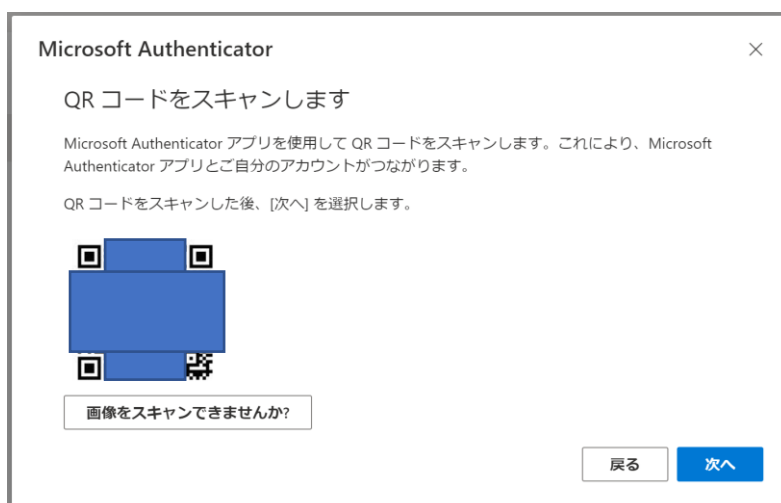 Microsoft Authenticator
QR コードをスキャンします
Microsoft Authenticator アプリを使用して QR コードをスキャンします。これにより、Microsoft
Authenticator アプリとご自分のアカウントがつながります。
QR コードをスキャンした後、[次へ] を選択します。
画像をスキャンできませんか?
戻る
次へ